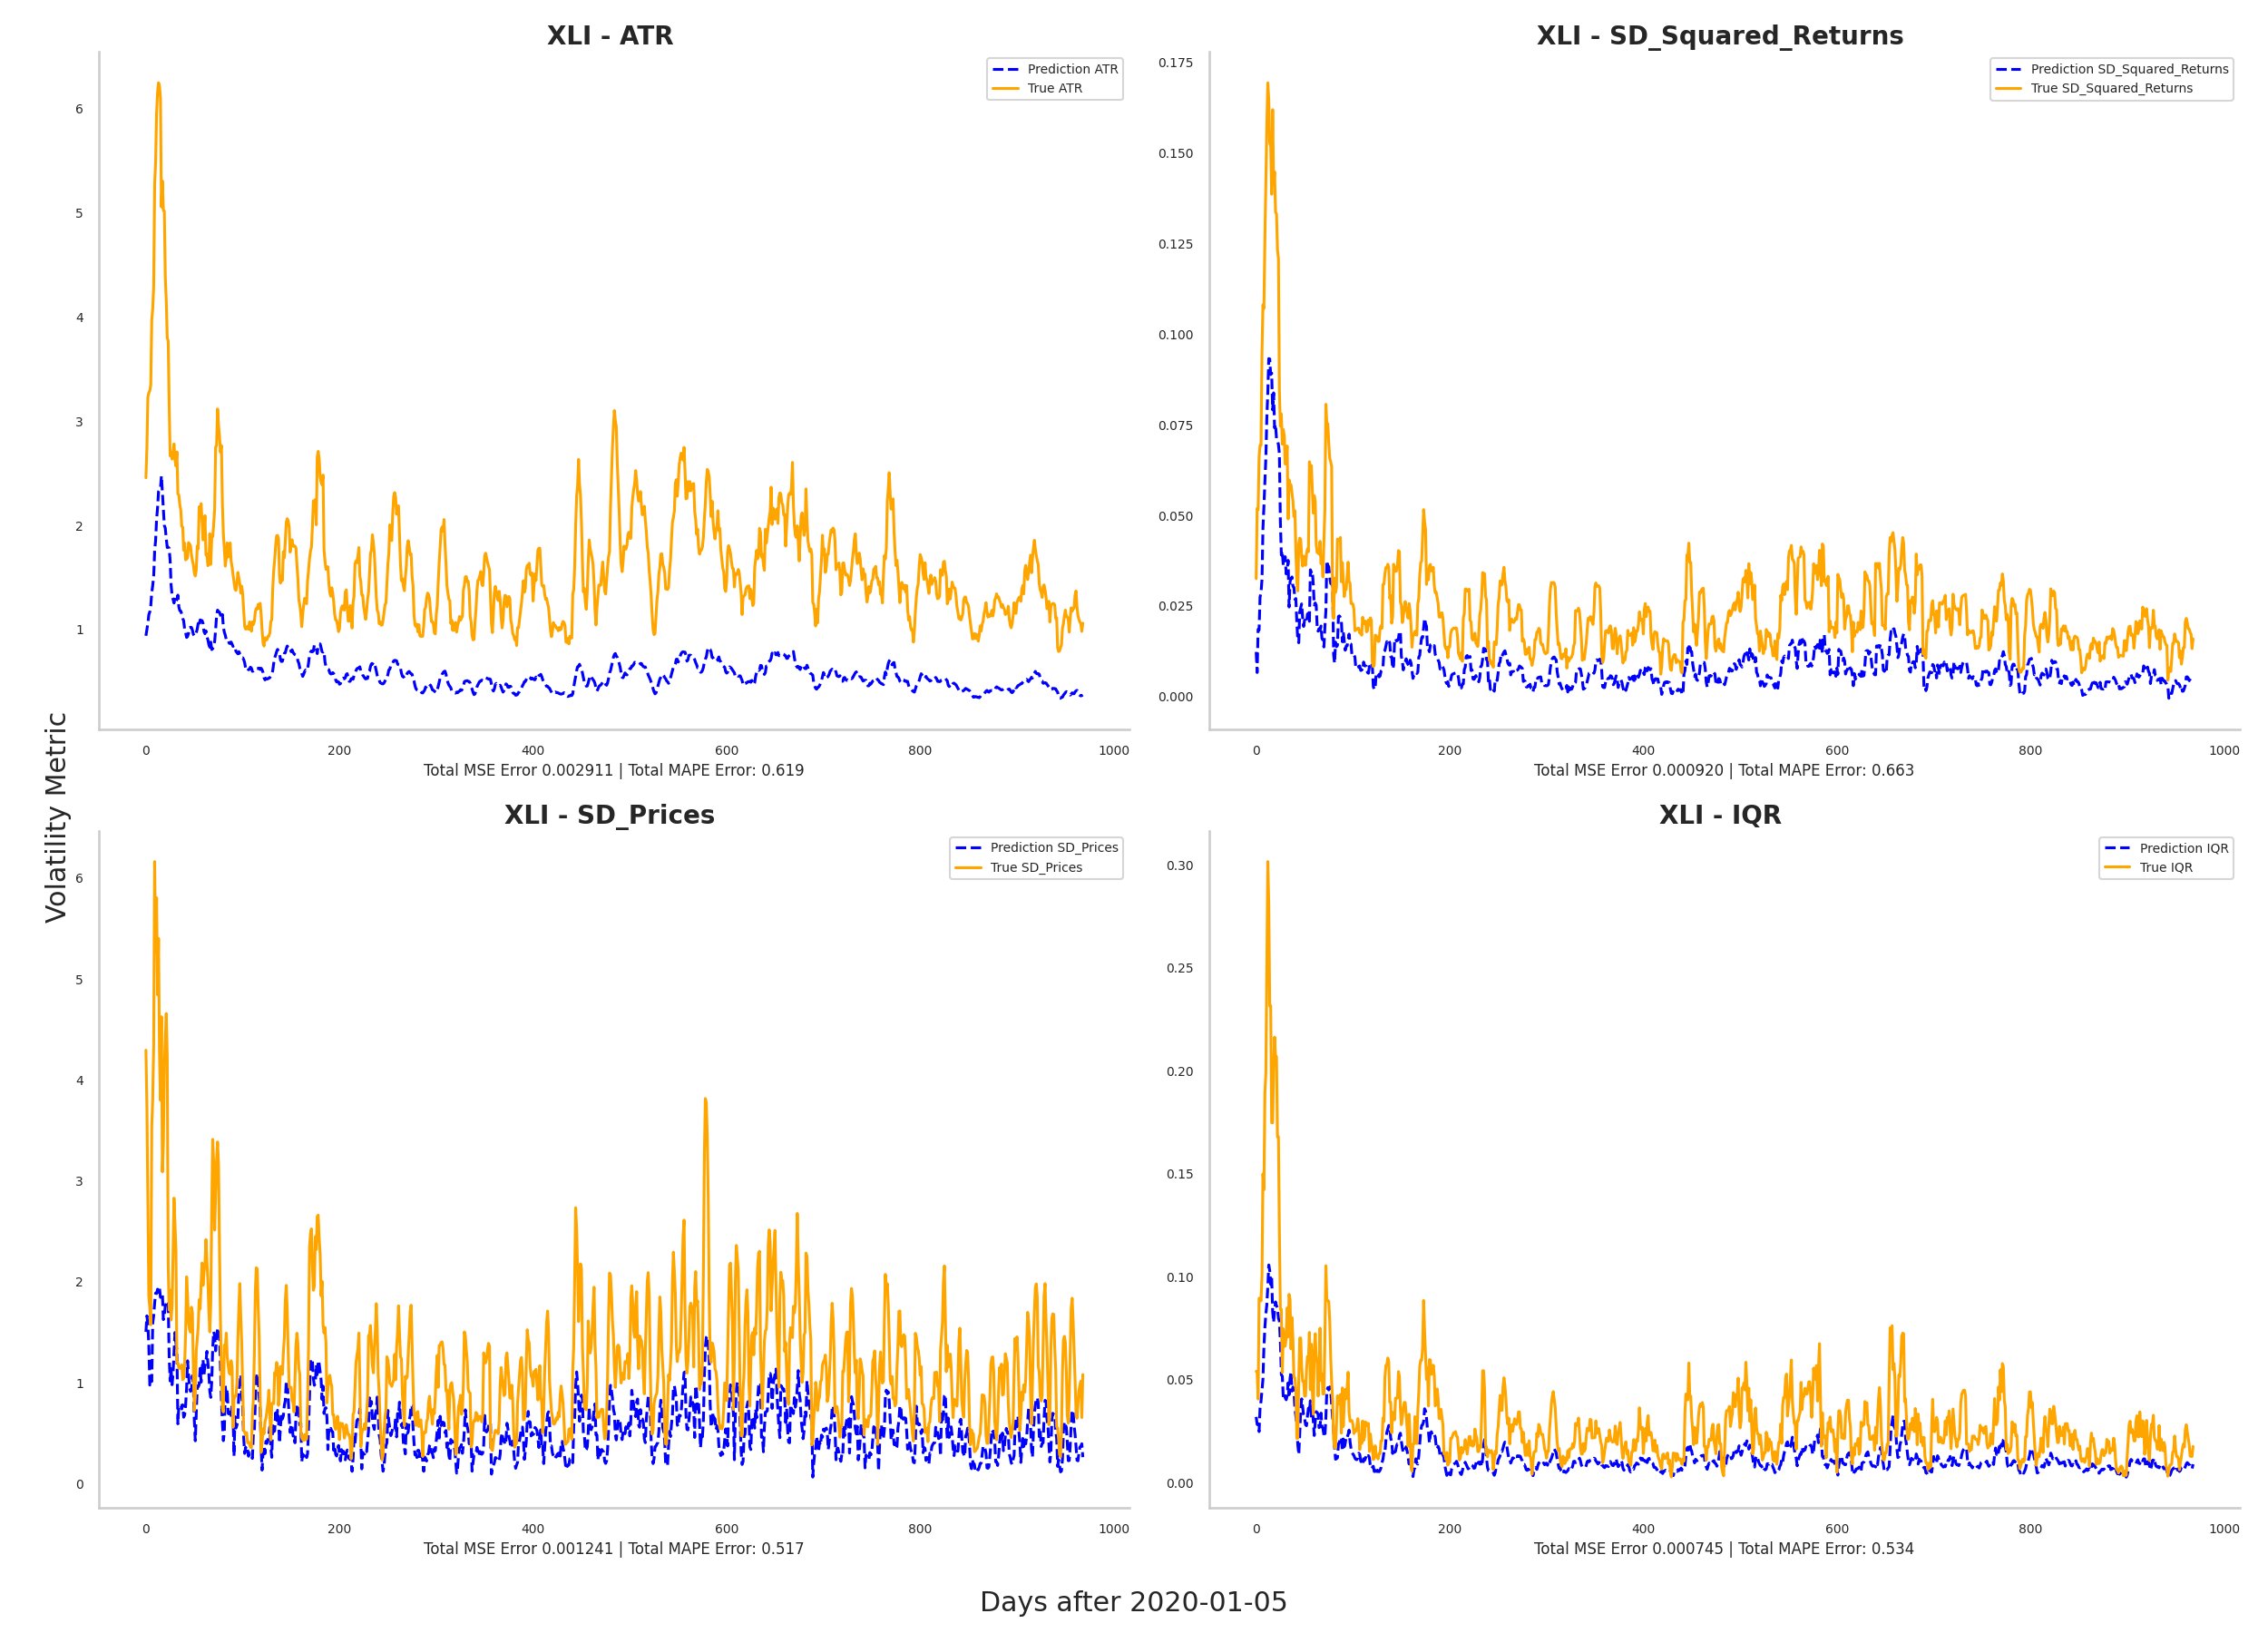 XLI - ATR
Prediction ATR
True ATR
6
5
4
3
2
1
0 200 400 600 800 1000
Total MSE Error 0.002911 | Total MAPE Error: 0.619
XLI - SD_Squared_Returns
Prediction SD_Squared_Returns
True SD_Squared_Returns
0.175
0.150
0.125
0.100
0.075
0.050
0.025
0.000
0 200 400 600 800 1000
Total MSE Error 0.000920 | Total MAPE Error: 0.663
Volatility Metric
XLI - SD_Prices
Prediction SD_Prices
True SD_Prices
6
5
4
3
2
1
0
0 200 400 600 800 1000
Total MSE Error 0.001241 | Total MAPE Error: 0.517
XLI - IQR
Prediction IQR
True IQR
0.30
0.25
0.20
0.15
0.10
0.05
0.00
0 200 400 600 800 1000
Total MSE Error 0.000745 | Total MAPE Error: 0.534
Days after 2020-01-05